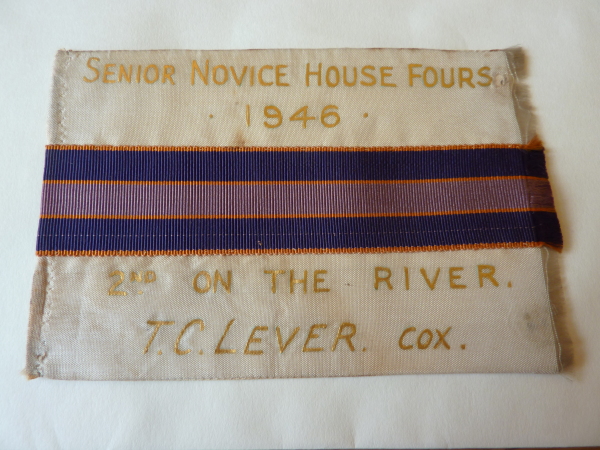 SENIOR NOVICE HOUSE FOURS
· 1946 ·
2ND ON THE RIVER.
T.C. LEVER. COX.